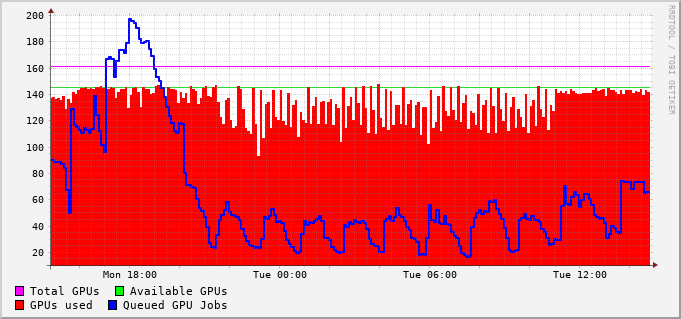 200
180
160
140
120
100
80
60
40
20
Mon 18:00 Tue 00:00 Tue 06:00 Tue 12:00
Total GPUs Available GPUs
GPUs used Queued GPU Jobs
RRDTOOL / TOBI OETIKER